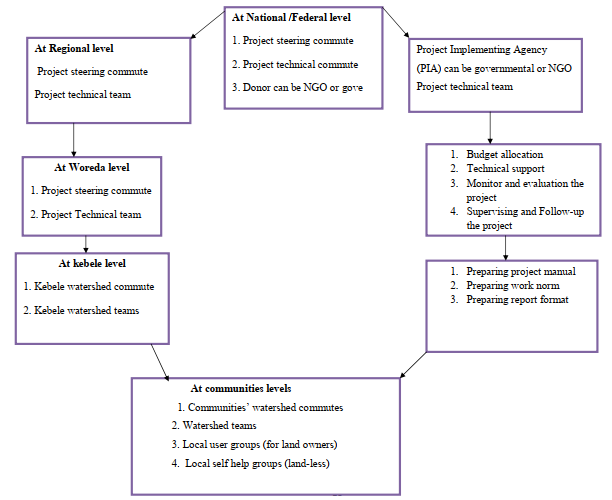 At National /Federal level
1. Project steering commute
2. Project technical commute
3. Donor can be NGO or gove
At Regional level
Project steering commute
Project technical team
Project Implementing Agency
(PIA) can be governmental or NGO
Project technical team
At Woreda level
1. Project steering commute
2. Project Technical team
1. Budget allocation
2. Technical support
3. Monitor and evaluation the
project
4. Supervising and Follow-up
the project
At kebele level
1. Kebele watershed commute
2. Kebele watershed teams
1. Preparing project manual
2. Preparing work norm
3. Preparing report format
At communities levels
1. Communities’ watershed commutes
2. Watershed teams
3. Local user groups (for land owners)
4. Local self help groups (land-less)